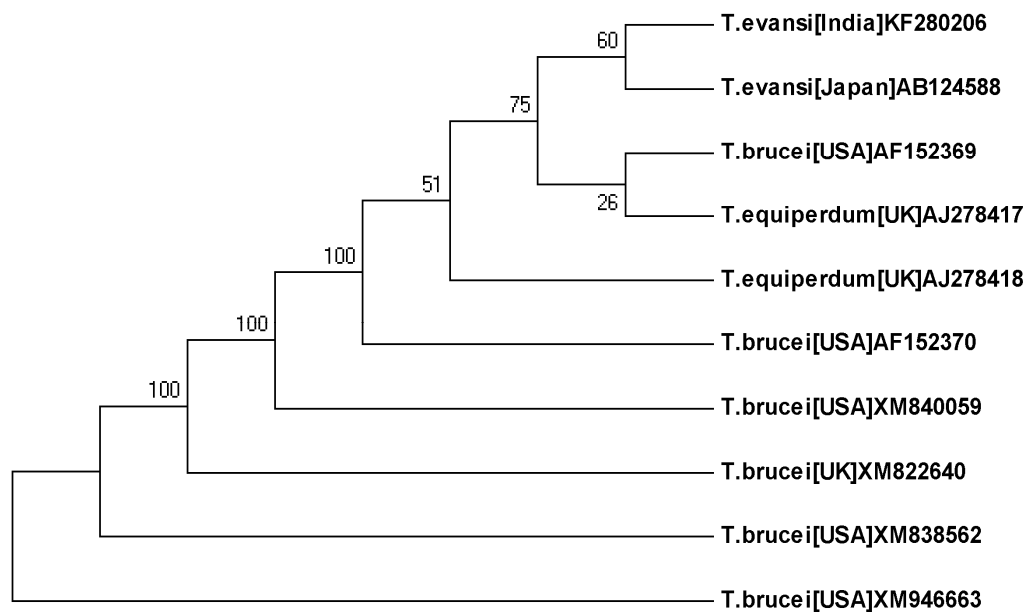 T.evansi[India]KF280206
60
T.evansi[Japan]AB124588
75
T.brucei[USA]AF152369
51
26
T.equiperdum[UK]AJ278417
100
T.equiperdum[UK]AJ278418
100
T.brucei[USA]AF152370
100
T.brucei[USA]XM840059
T.brucei[UK]XM822640
T.brucei[USA]XM838562
T.brucei[USA]XM946663